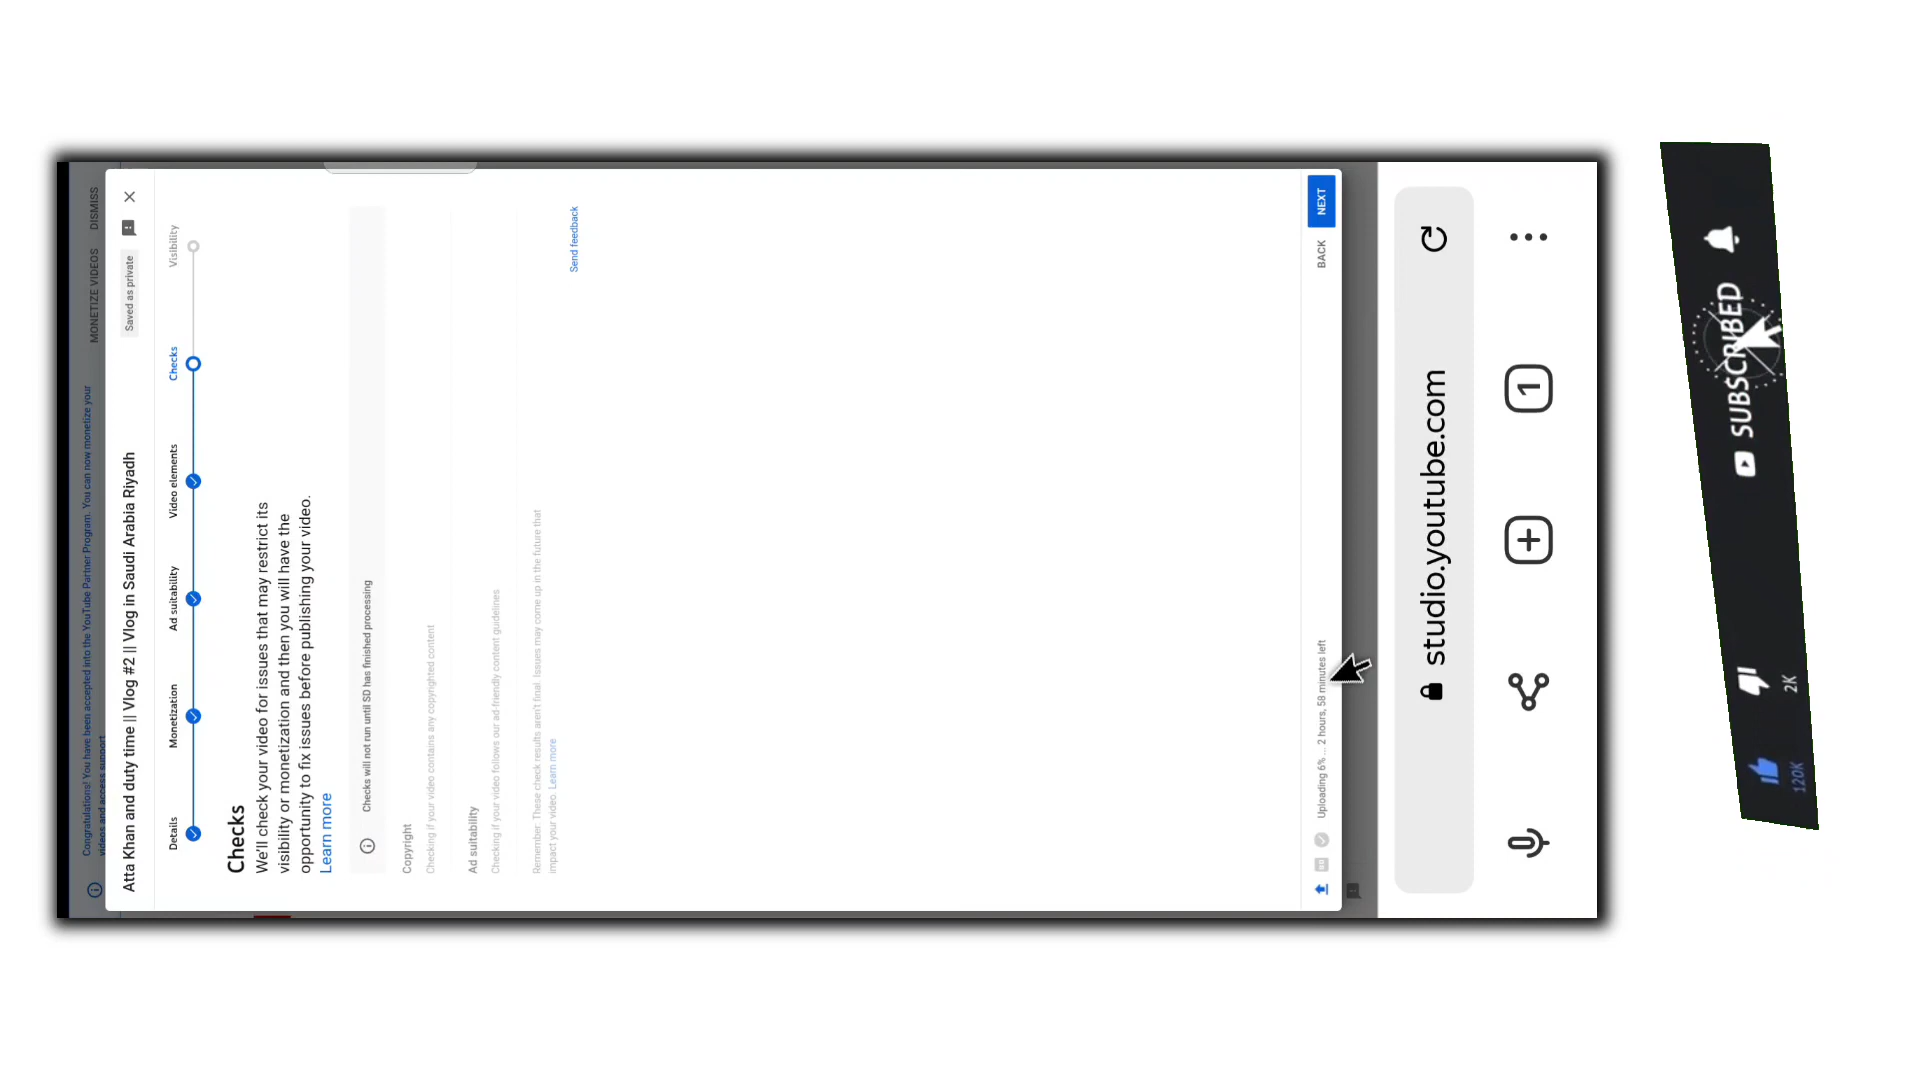 Congratulations! You have been accepted into the YouTube Partner Program. You can now monetize your
videos and access support
MONETIZE VIDEOS DISMISS
Atta Khan and duty time || Vlog #2 || Vlog in Saudi Arabia Riyadh
Saved as private
Details Monetization Ad suitability Video elements Checks Visibility
Checks
We'll check your video for issues that may restrict its
visibility or monetization and then you will have the
opportunity to fix issues before publishing your video.
Learn more
Checks will not run until SD has finished processing
Copyright
Checking if your video contains any copyrighted content
Ad suitability
Checking if your video follows our ad-friendly content guidelines
Remember: These check results aren't final. Issues may come up in the future that
impact your video. Learn more
Send feedback
Uploading 6% ... 2 hours, 58 minutes left
BACK NEXT
studio.youtube.com
1
SUBSCRIBED
120K 2K